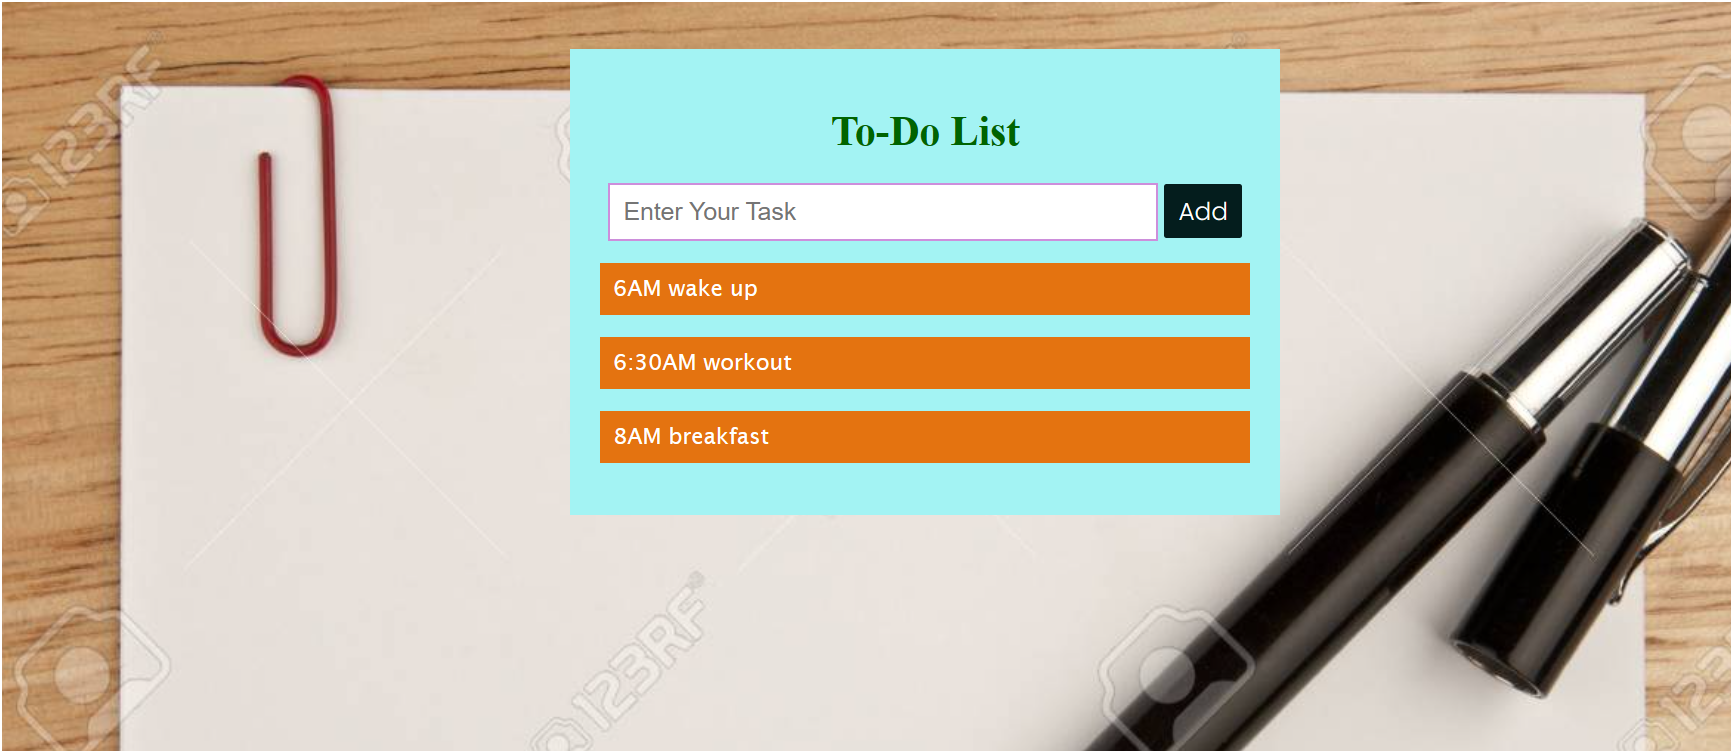 123RF
To-Do List
Enter Your Task
Add
6AM wake up
6:30AM workout
8AM breakfast
123RF